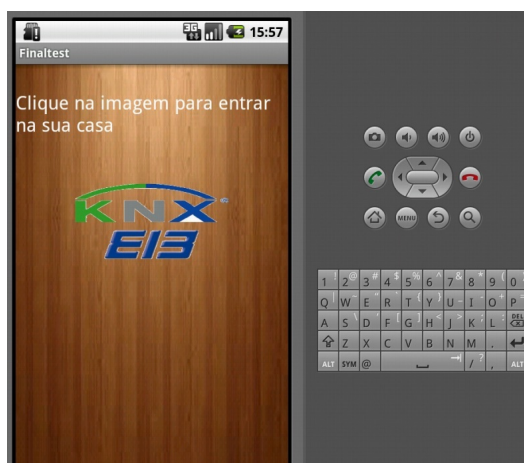 3G
15:57
Finaltest
Clique na imagem para entrar
na sua casa
KNX
EIB
MENU
1 ! 2 @ 3 # 4 $ 5 % 6 ^ 7 & 8 * 9 ( 0
Q W E R T Y U I O P
A S D F G H J K L DEL
Z X C V B N M .
ALT SYM @ / ? , ALT